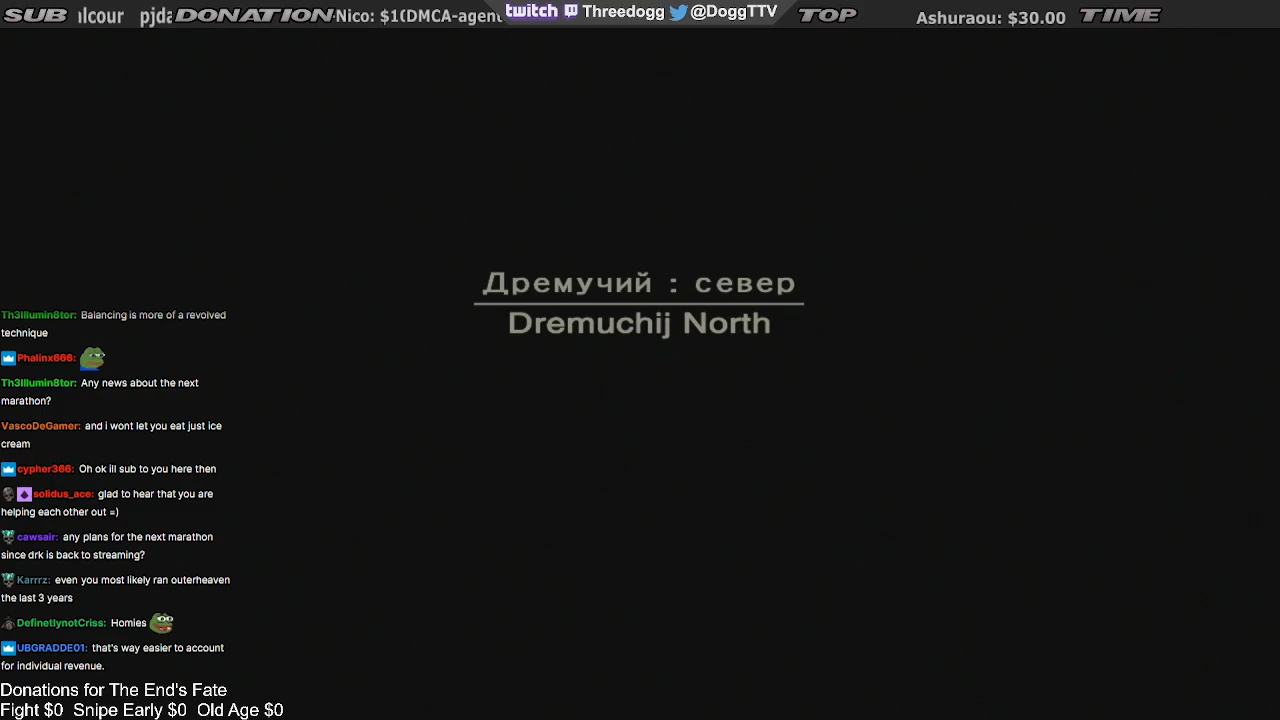 SUB ilcour pjda DONATION Nico: $1(DMCA-agen twitch Threedogg @DoggTTV TOP Ashuraou: $30.00 TIME
Дремучий : север
Dremuchij North
Th3Illumin8tor: Balancing is more of a revolved
technique
Phalinx666:
Th3Illumin8tor: Any news about the next
marathon?
VascoDeGamer: and i wont let you eat just ice
cream
cypher366: Oh ok ill sub to you here then
solidus_ace: glad to hear that you are
helping each other out =)
cawsair: any plans for the next marathon
since drk is back to streaming?
Karrrz: even you most likely ran outerheaven
the last 3 years
DefinetlynotCriss: Homies
UBGRADDE01: that's way easier to account
for individual revenue.
Donations for The End's Fate
Fight $0 Snipe Early $0 Old Age $0